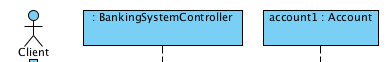 : BankingSystemController
account1 : Account
Client